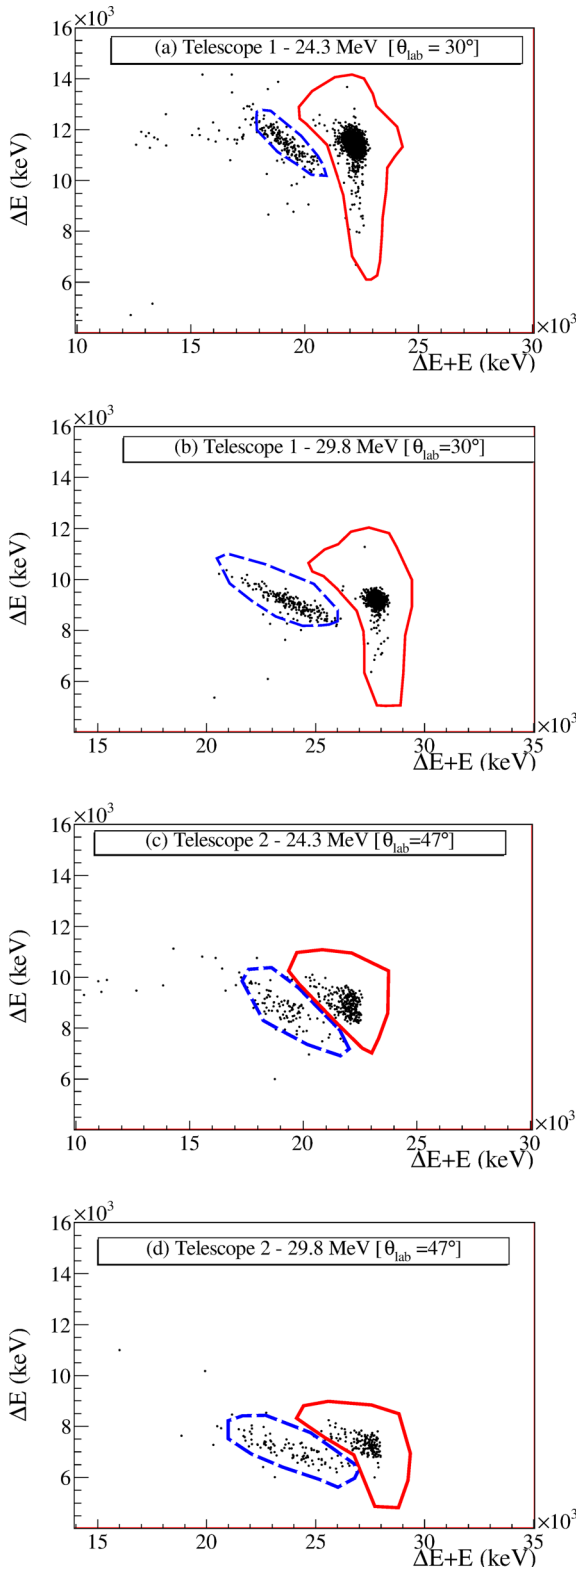 ×10³
16
(a) Telescope 1 - 24.3 MeV [θlab = 30°]
14
12
10
8
6
ΔE (keV)
10 15 20 25 30
×10³
ΔE+E (keV)
×10³
16
(b) Telescope 1 - 29.8 MeV [θlab=30°]
14
12
10
8
6
ΔE (keV)
15 20 25 30 35
×10³
ΔE+E (keV)
×10³
16
(c) Telescope 2 - 24.3 MeV [θlab=47°]
14
12
10
8
6
ΔE (keV)
10 15 20 25 30
×10³
ΔE+E (keV)
×10³
16
(d) Telescope 2 - 29.8 MeV [θlab =47°]
14
12
10
8
6
ΔE (keV)
15 20 25 30 35
×10³
ΔE+E (keV)